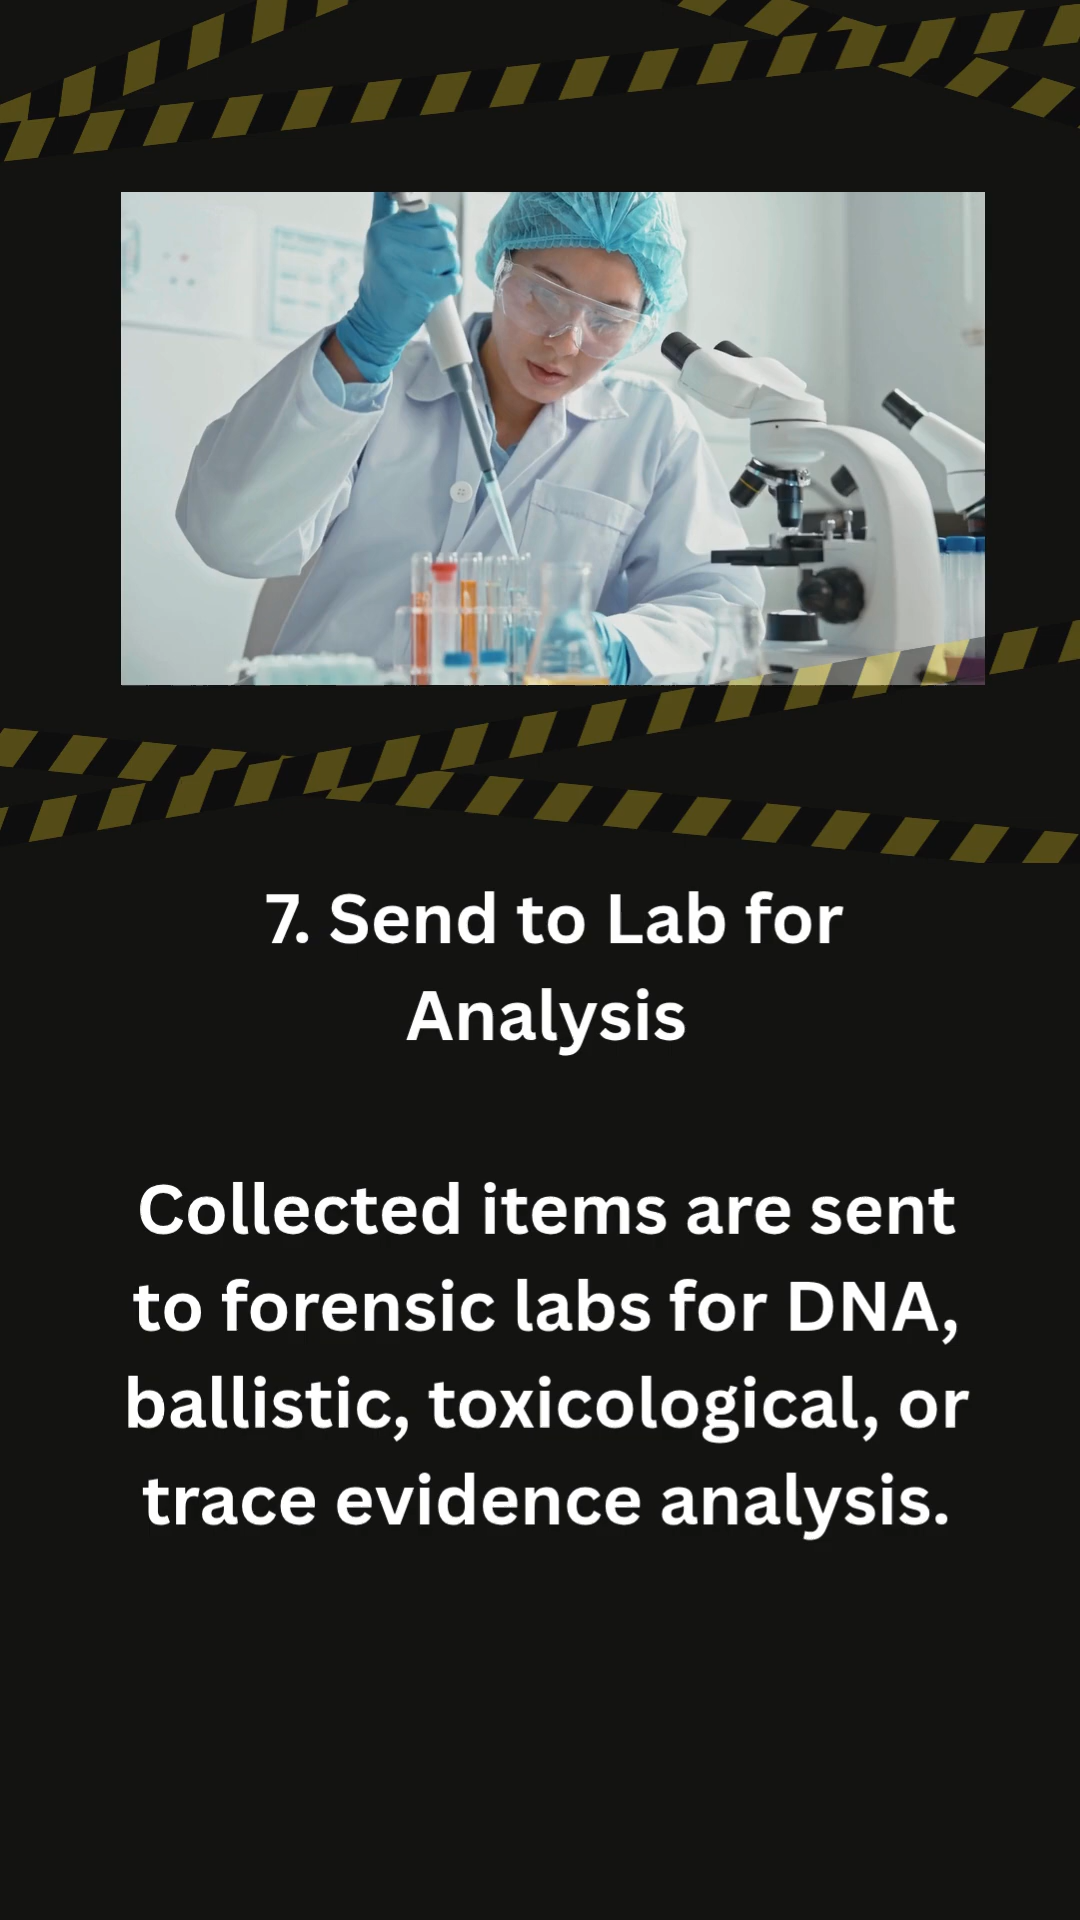 7. Send to Lab for
Analysis
Collected items are sent
to forensic labs for DNA,
ballistic, toxicological, or
trace evidence analysis.